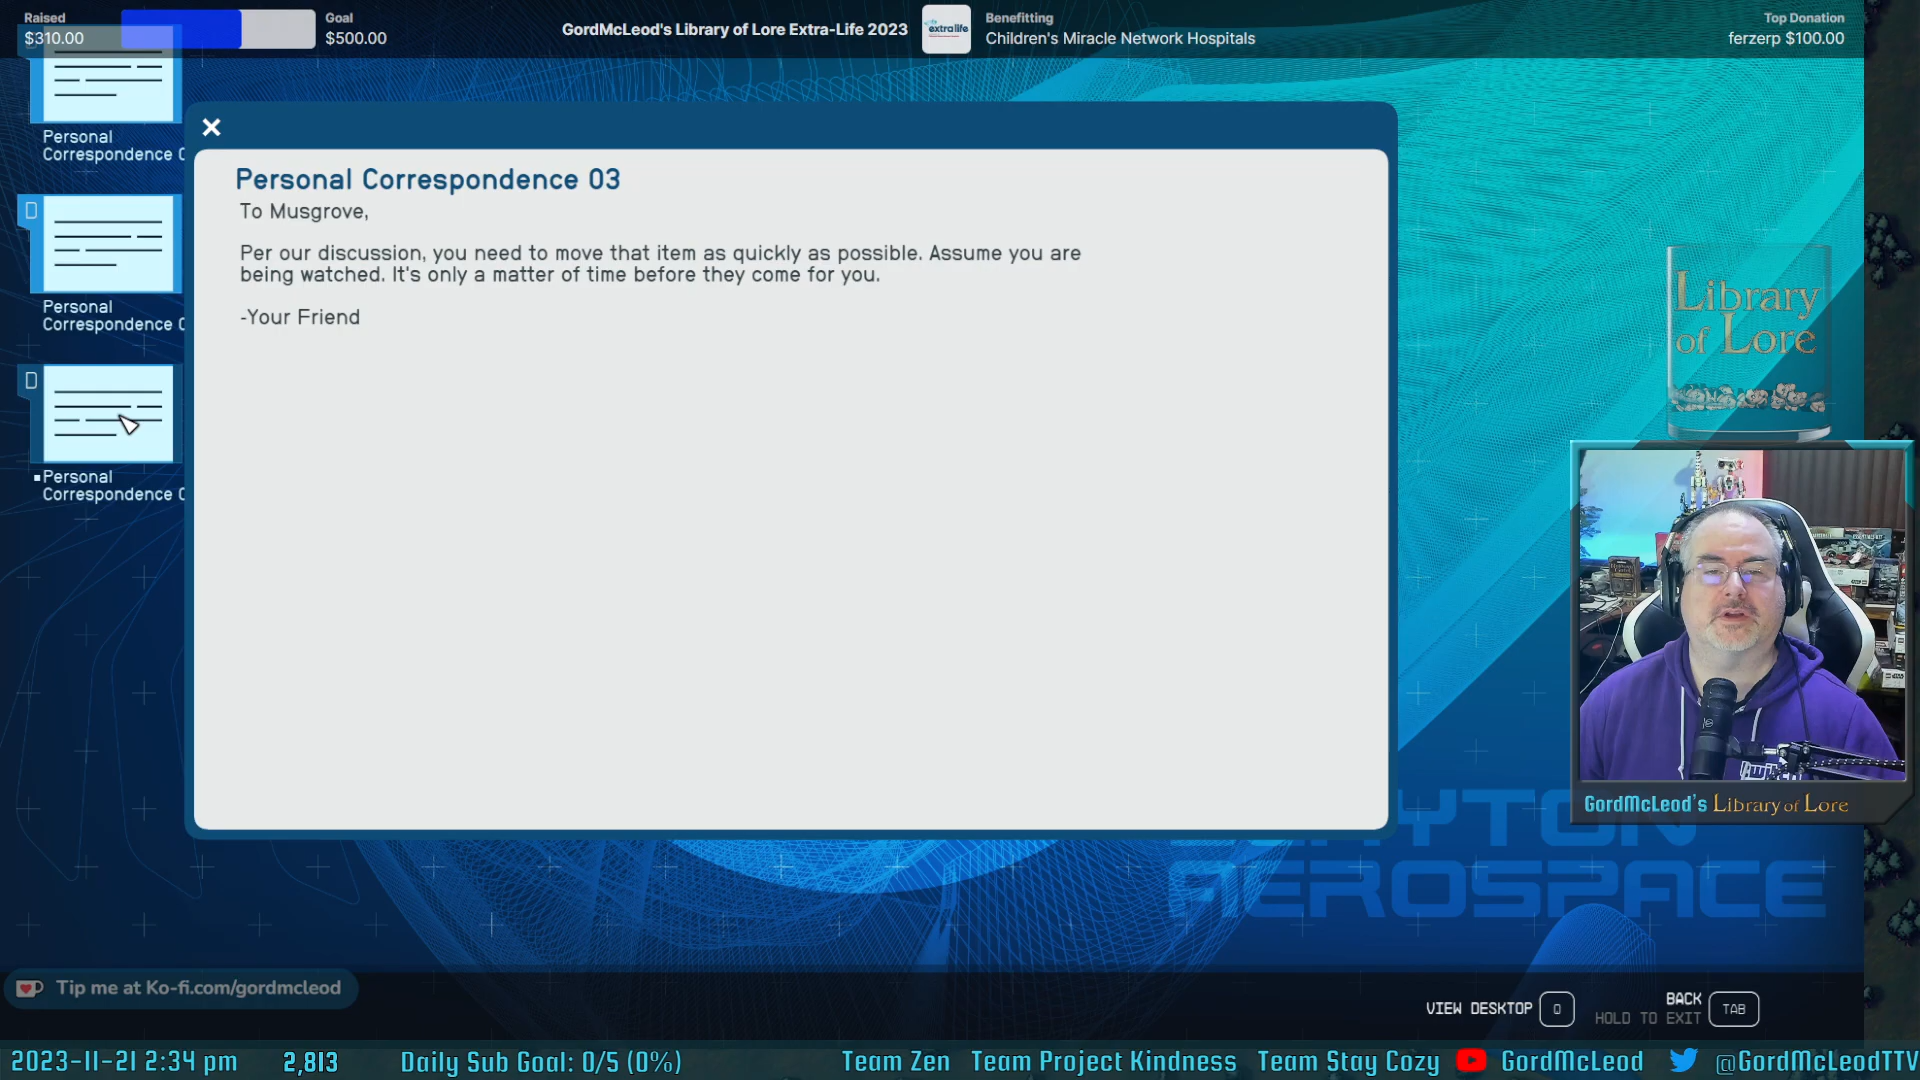 Raised
$310.00
Goal
$500.00
GordMcLeod's Library of Lore Extra-Life 2023
extralife
Benefitting
Children's Miracle Network Hospitals
Top Donation
ferzerp $100.00
Personal
Correspondence
Personal
Correspondence
Personal
Correspondence
Personal Correspondence 03
To Musgrove,
Per our discussion, you need to move that item as quickly as possible. Assume you are
being watched. It's only a matter of time before they come for you.
-Your Friend
Library
of Lore
GordMcLeod's Library of Lore
AEROSPACE
Tip me at Ko-fi.com/gordmcleod
VIEW DESKTOP Q
BACK
HOLD TO EXIT TAB
2023-11-21 2:34 pm 2,813 Daily Sub Goal: 0/5 (0%) Team Zen Team Project Kindness Team Stay Cozy GordMcLeod @GordMcLeodTTV